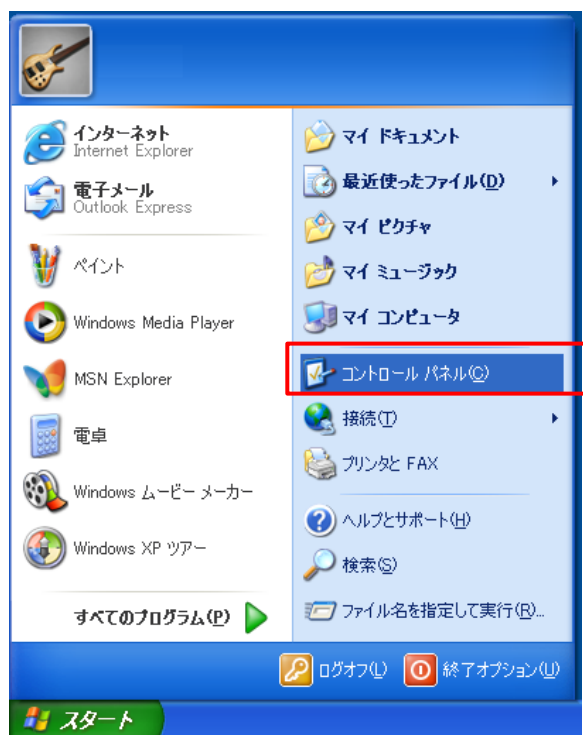 インターネット
Internet Explorer
電子メール
Outlook Express
ペイント
Windows Media Player
MSN Explorer
電卓
Windows ムービー メーカー
Windows XP ツアー
すべてのプログラム(P)
マイ ドキュメント
最近使ったファイル(D)
マイ ピクチャ
マイ ミュージック
マイ コンピュータ
コントロール パネル(C)
接続(T)
プリンタと FAX
ヘルプとサポート(H)
検索(S)
ファイル名を指定して実行(R)...
ログオフ(L)
終了オプション(U)
スタート